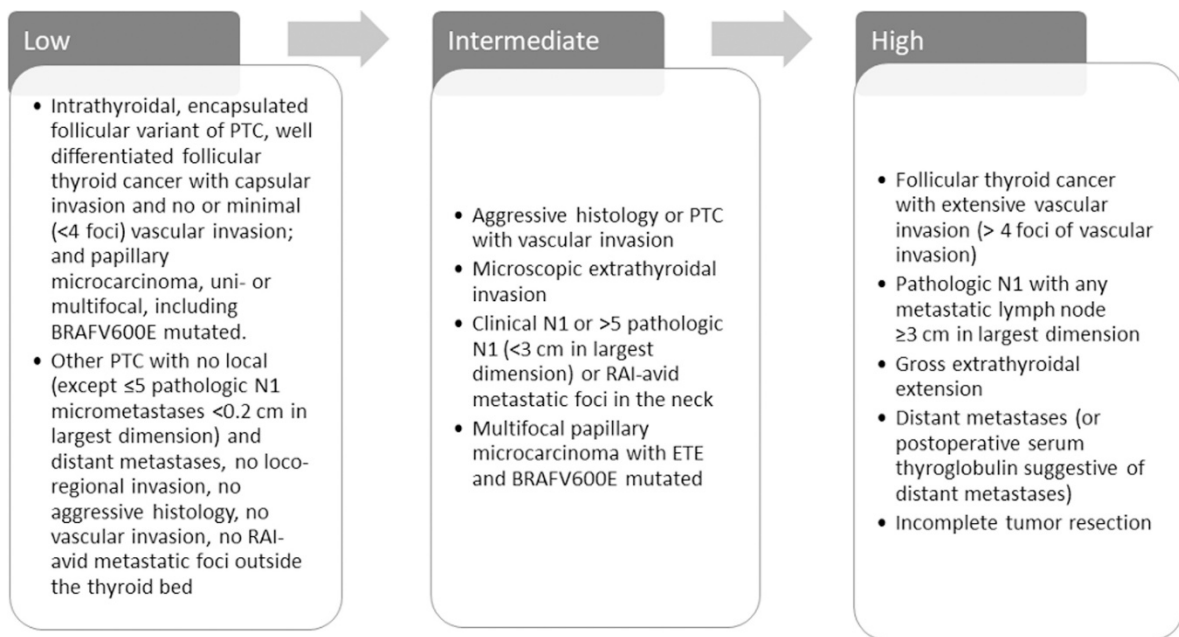 Low
• Intrathyroidal, encapsulated
follicular variant of PTC, well
differentiated follicular
thyroid cancer with capsular
invasion and no or minimal
(<4 foci) vascular invasion;
and papillary
microcarcinoma, uni- or
multifocal, including
BRAFV600E mutated.
• Other PTC with no local
(except ≤5 pathologic N1
micrometastases <0.2 cm in
largest dimension) and
distant metastases, no loco-
regional invasion, no
aggressive histology, no
vascular invasion, no RAI-
avid metastatic foci outside
the thyroid bed
Intermediate
• Aggressive histology or PTC
with vascular invasion
• Microscopic extrathyroidal
invasion
• Clinical N1 or >5 pathologic
N1 (<3 cm in largest
dimension) or RAI-avid
metastatic foci in the neck
• Multifocal papillary
microcarcinoma with ETE
and BRAFV600E mutated
High
• Follicular thyroid cancer
with extensive vascular
invasion (> 4 foci of vascular
invasion)
• Pathologic N1 with any
metastatic lymph node
≥3 cm in largest dimension
• Gross extrathyroidal
extension
• Distant metastases (or
postoperative serum
thyroglobulin suggestive of
distant metastases)
• Incomplete tumor resection